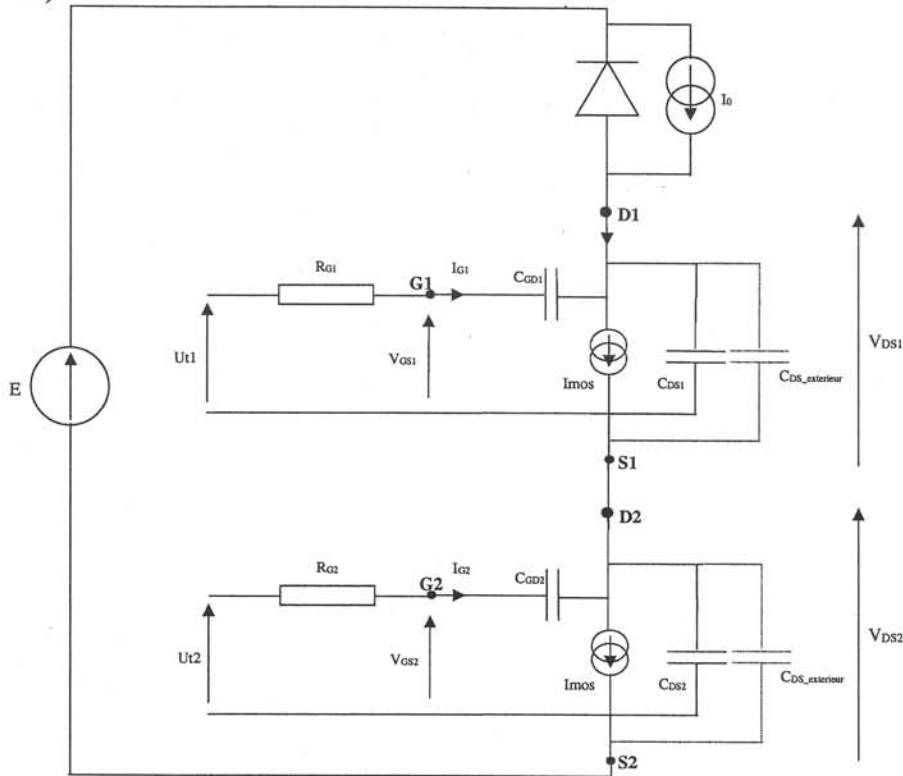 I0
D1
RG1
IG1
CGD1
G1
Ut1
VGS1
Imos
CDS1
CDS_exterieur
VDS1
E
S1
D2
RG2
IG2
CGD2
G2
Ut2
VGS2
Imos
CDS2
CDS_exterieur
VDS2
S2